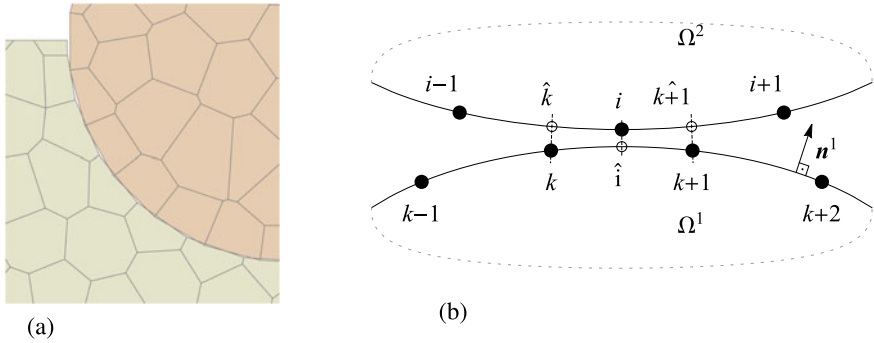 Ω²
i–1
k̂
i
k+̂1
i+1
n¹
k–1
k
î
k+1
k+2
Ω¹
(a)
(b)